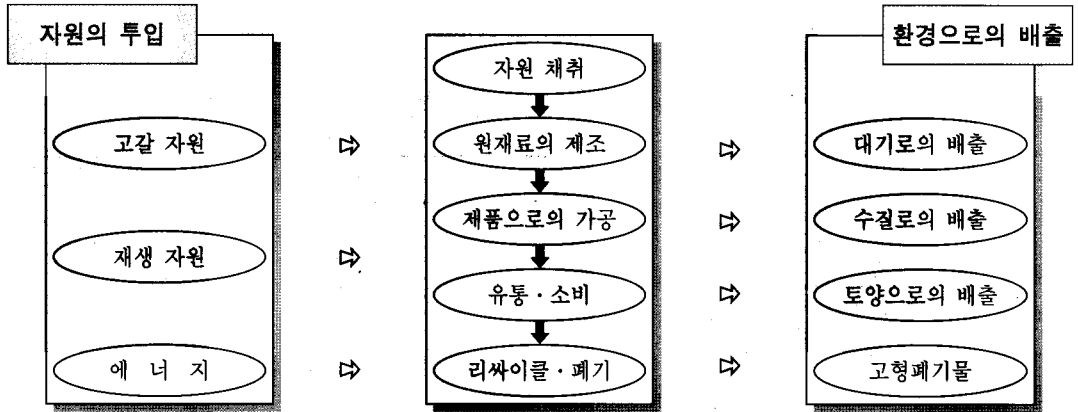 자원의 투입
고갈 자원
재생 자원
에 너 지
자원 채취
원재료의 제조
제품으로의 가공
유통·소비
리싸이클·폐기
환경으로의 배출
대기로의 배출
수질로의 배출
토양으로의 배출
고형폐기물